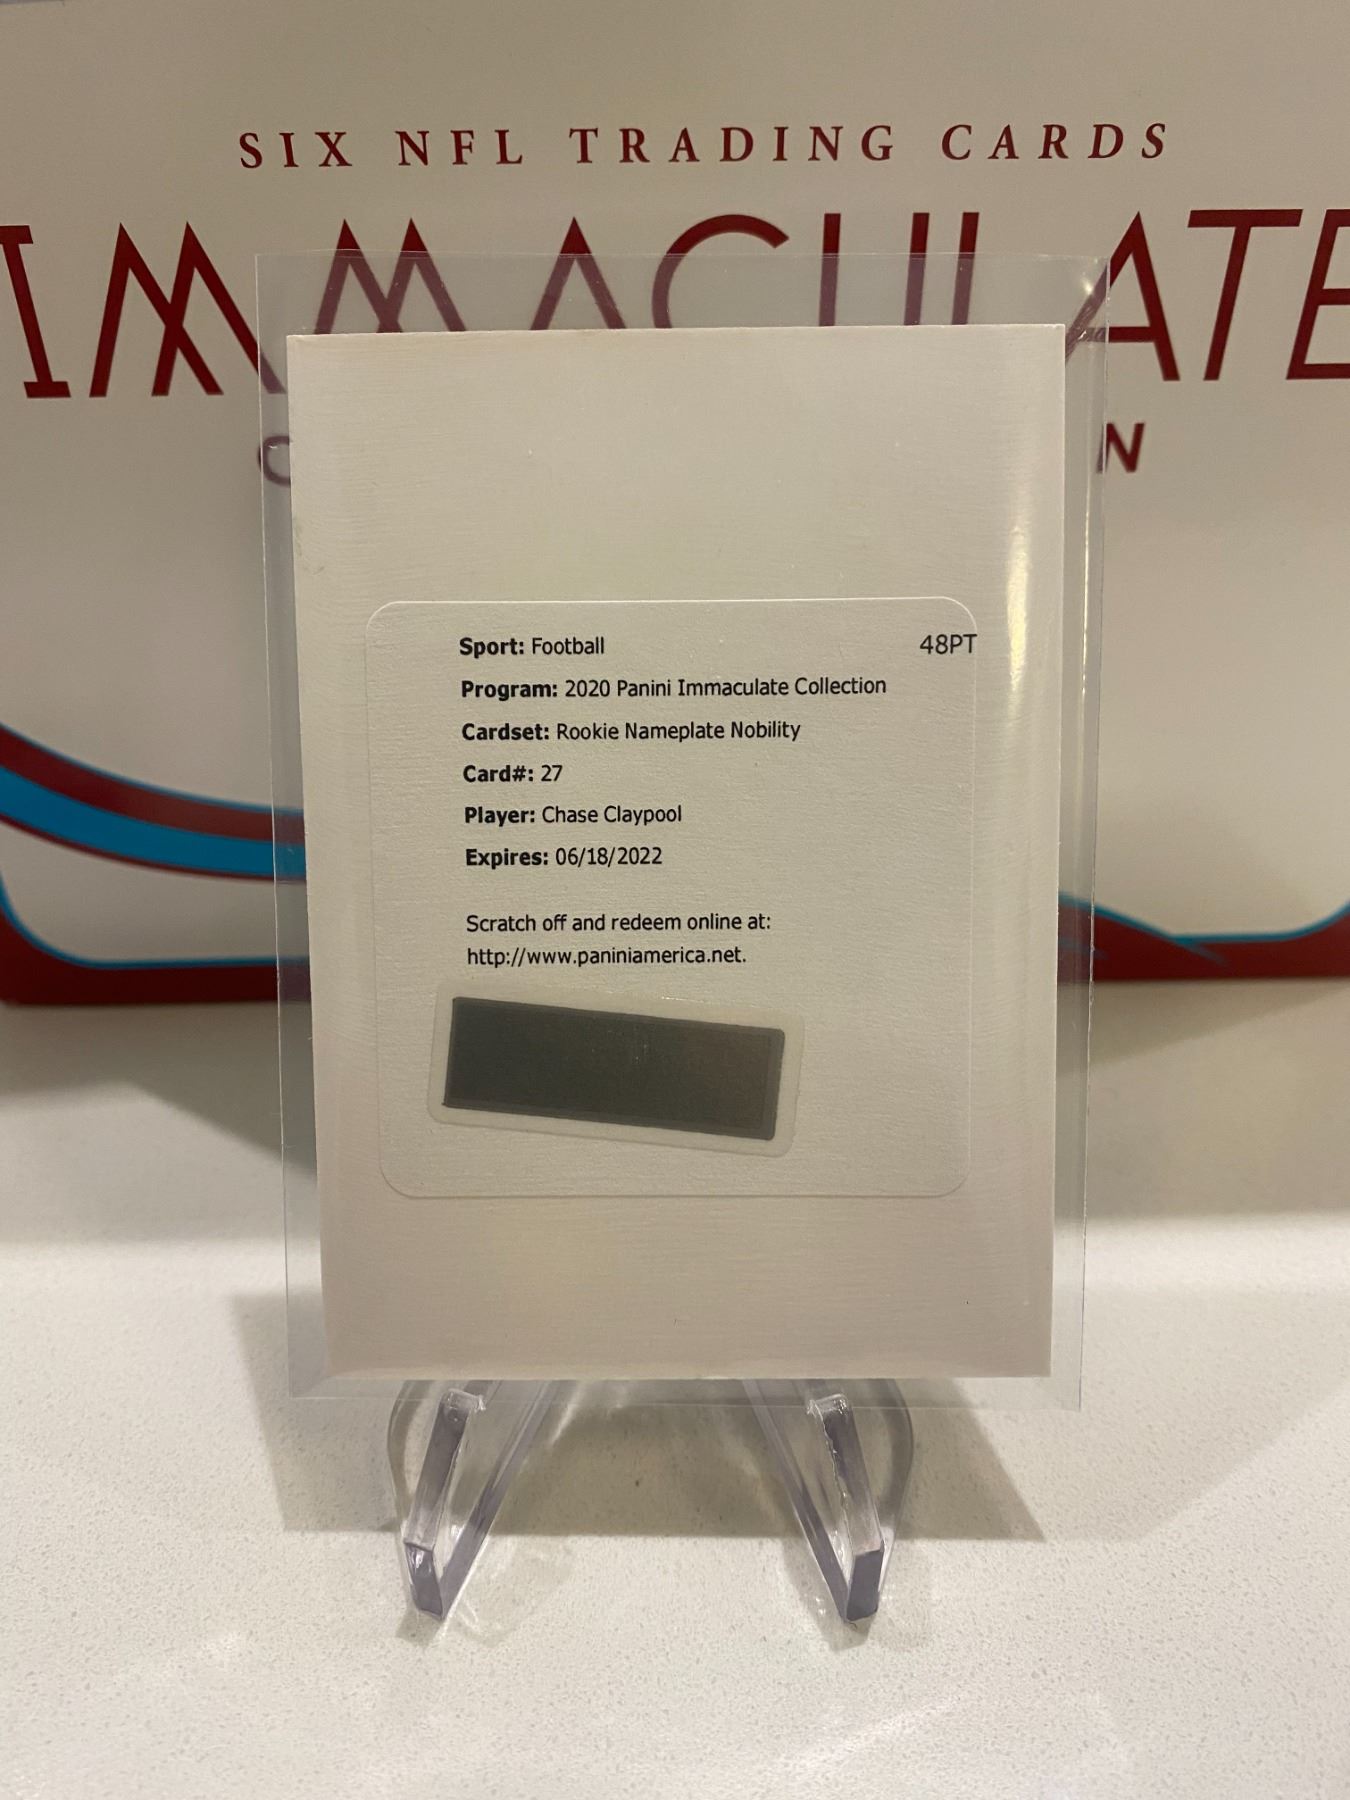 SIX NFL TRADING CARDS
IMMACULATE
Sport: Football 48PT
Program: 2020 Panini Immaculate Collection
Cardset: Rookie Nameplate Nobility
Card#: 27
Player: Chase Claypool
Expires: 06/18/2022
Scratch off and redeem online at:
http://www.paniniamerica.net.